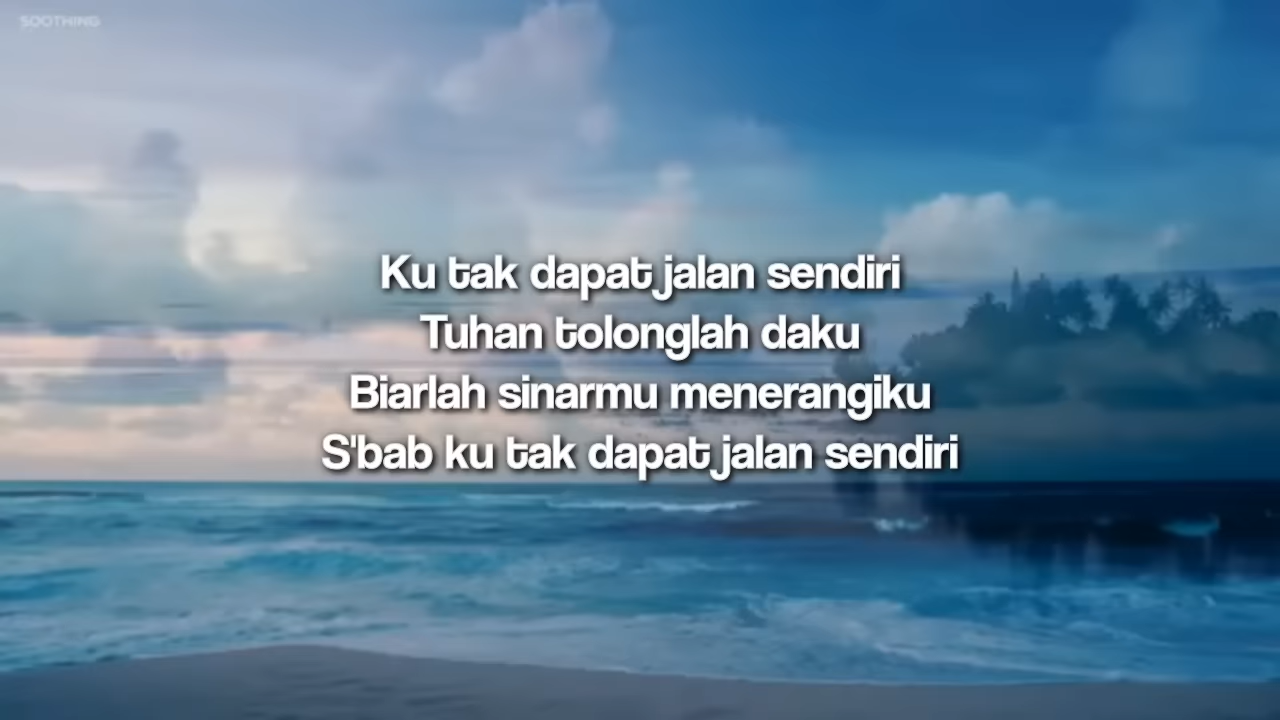 SOOTHING
Ku tak dapat jalan sendiri
Tuhan tolonglah daku
Biarlah sinarmu menerangiku
S'bab ku tak dapat jalan sendiri